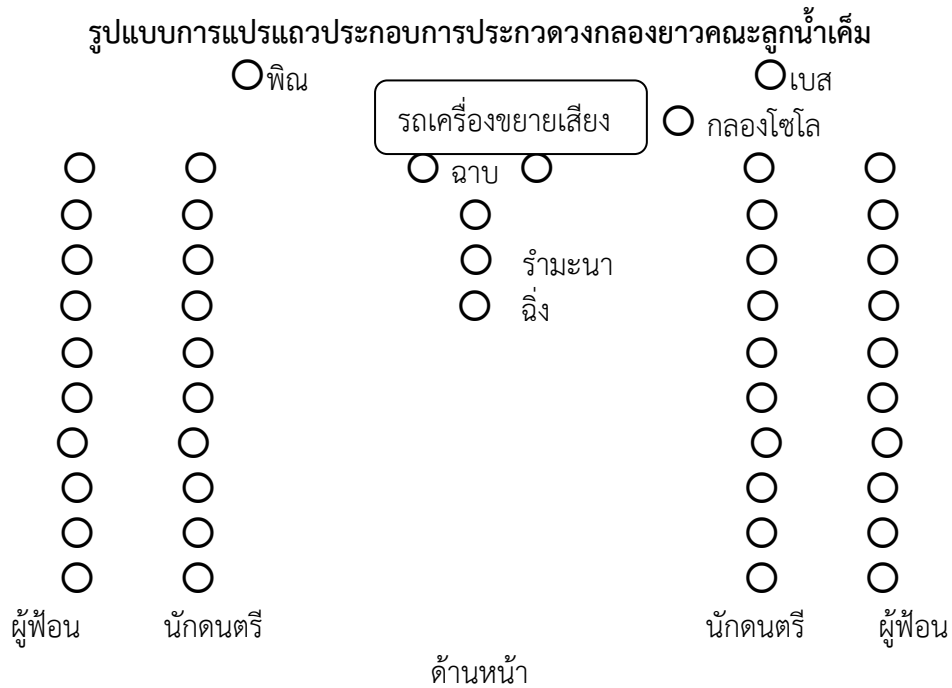 รูปแบบการแปรแถวประกอบการประกวดวงกลองยาวคณะลูกน้ำเค็ม
พิณ เบส
รถเครื่องขยายเสียง กลองโซโล
ฉาบ
รำมะนา
ฉิ่ง
ผู้ฟ้อน นักดนตรี นักดนตรี ผู้ฟ้อน
ด้านหน้า